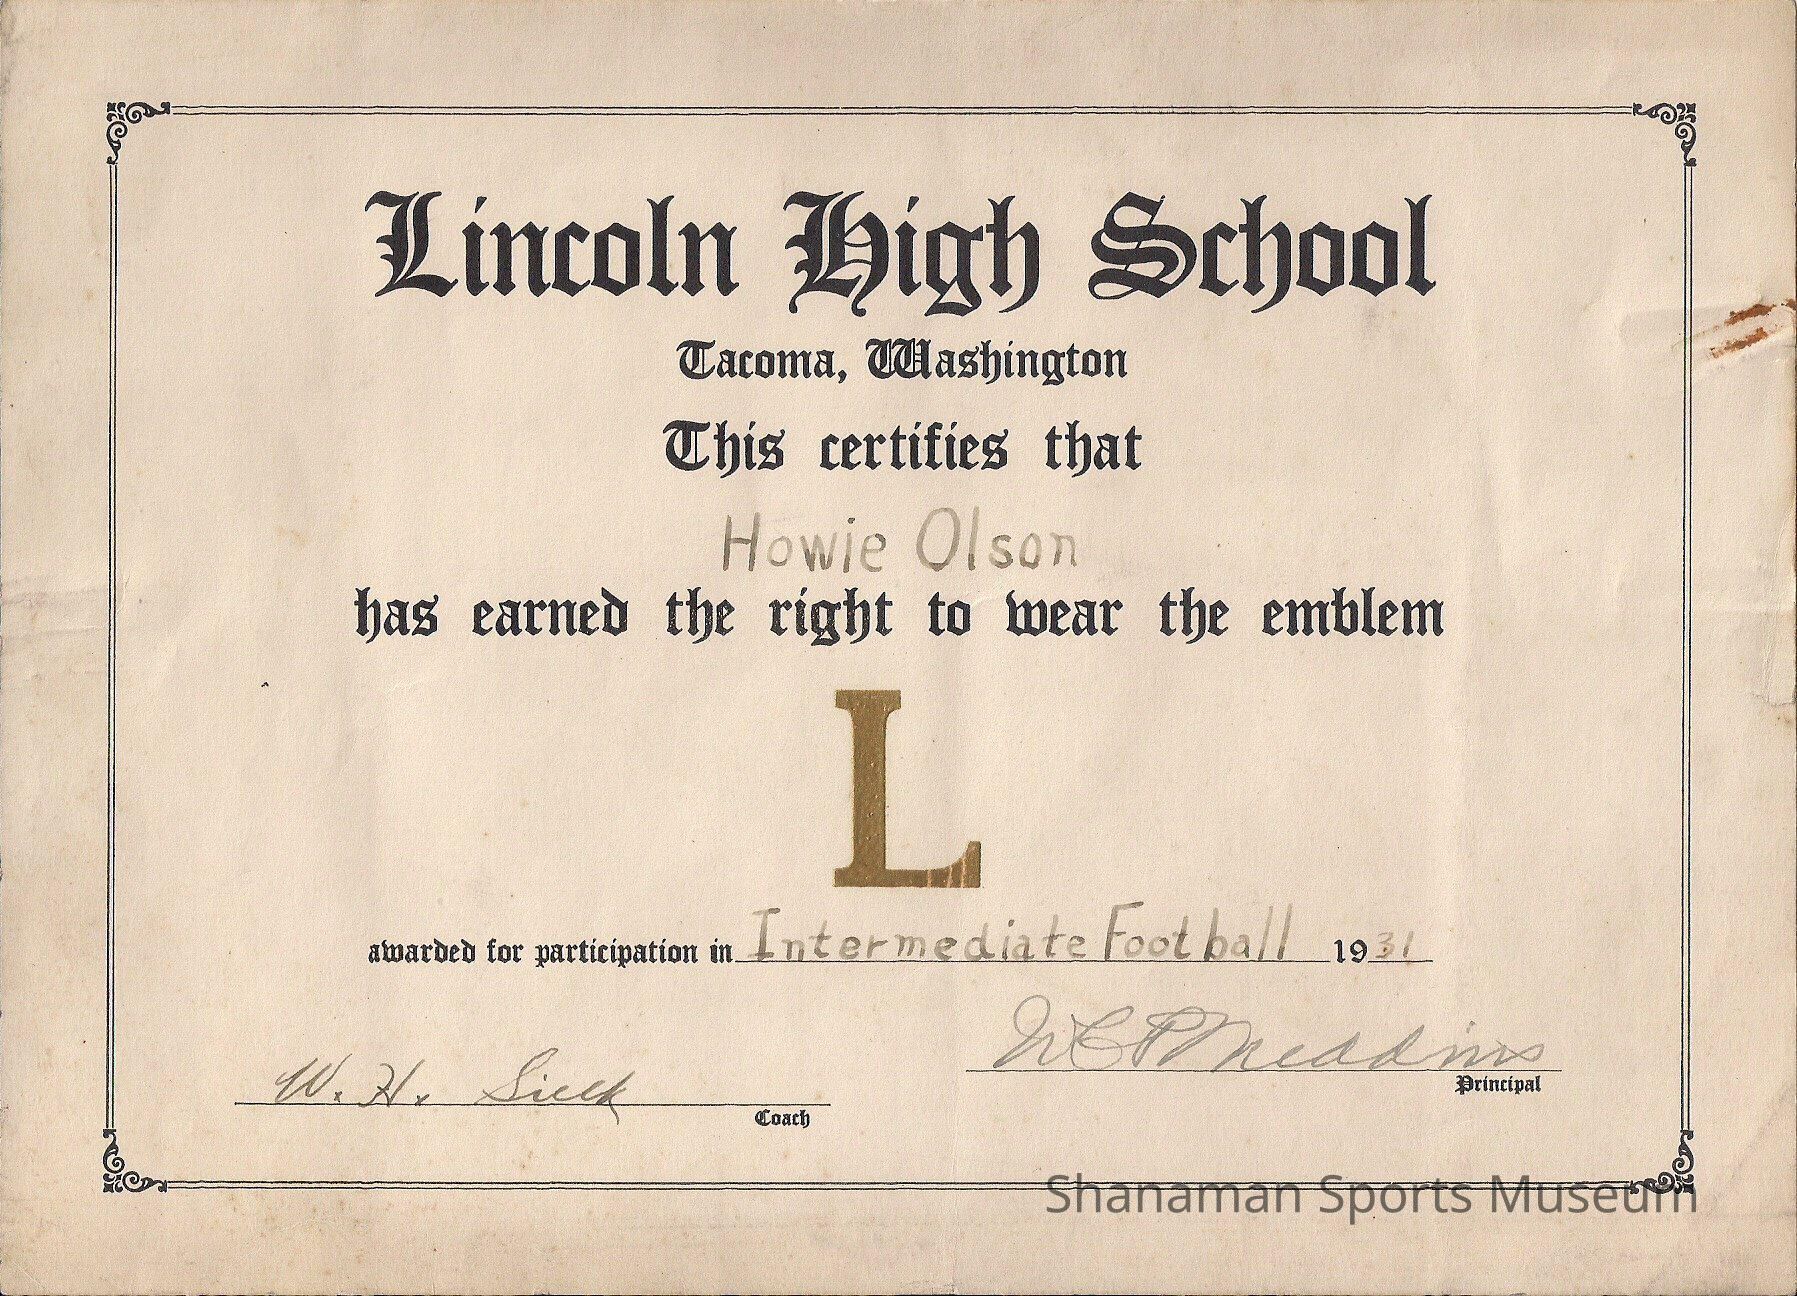 Lincoln High School
Tacoma, Washington
This certifies that
Howie Olson
has earned the right to wear the emblem
L
awarded for participation in Intermediate Football 1931
W. H.
Coach
Principal
Shanaman Sports Museum